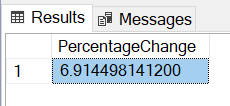 Results Messages
PercentageChange
1 6.914498141200